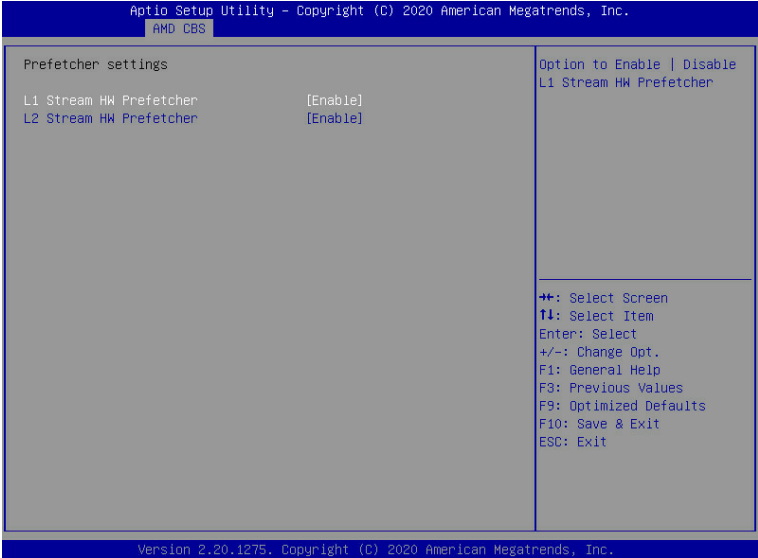 Aptio Setup Utility – Copyright (C) 2020 American Megatrends, Inc.
AMD CBS
Prefetcher settings
L1 Stream HW Prefetcher [Enable]
L2 Stream HW Prefetcher [Enable]
Option to Enable | Disable
L1 Stream HW Prefetcher
→←: Select Screen
↑↓: Select Item
Enter: Select
+/-: Change Opt.
F1: General Help
F3: Previous Values
F9: Optimized Defaults
F10: Save & Exit
ESC: Exit
Version 2.20.1275. Copyright (C) 2020 American Megatrends, Inc.